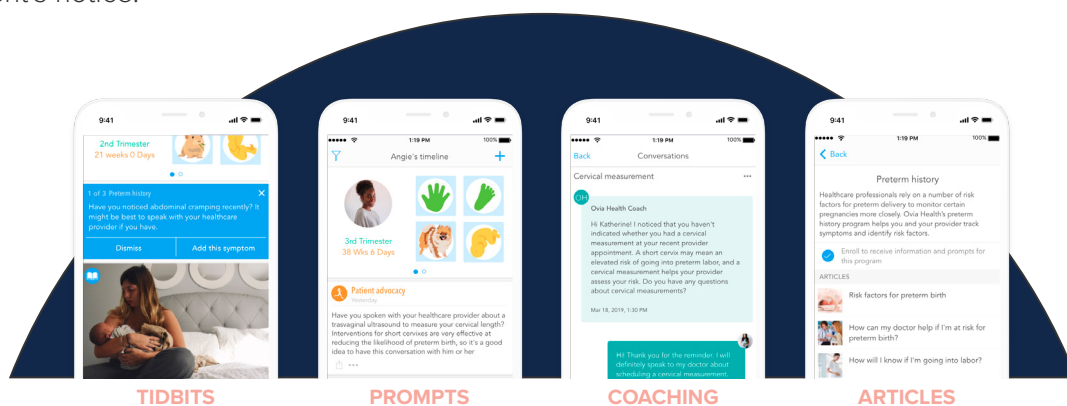 ent's notice.
9:41
2nd Trimester
21 weeks 0 Days
1 of 3 Preterm history
Have you noticed abdominal cramping recently? It
might be best to speak with your healthcare
provider if you have.
Dismiss
Add this symptom
TIDBITS
9:41
1:19 PM
100%
Angie's timeline
3rd Trimester
38 Wks 6 Days
Patient advocacy
Yesterday
Have you spoken with your healthcare provider about a
trasvaginal ultrasound to measure your cervical length?
Interventions for short cervixes are very effective at
reducing the likelihood of preterm birth, so it's a good
idea to have this conversation with him or her
PROMPTS
9:41
1:19 PM
100%
Back
Conversations
Cervical measurement
OH
Ovia Health Coach
Hi Katherine! I noticed that you haven't
indicated whether you had a cervical
measurement at your recent provider
appointment. A short cervix may mean an
elevated risk of going into preterm labor, and a
cervical measurement helps your provider
assess your risk. Do you have any questions
about cervical measurements?
Mar 18, 2019, 1:30 PM
HI! Thank you for the reminder. I will
definitely speak to my doctor about
scheduling a cervical measurement.
COACHING
9:41
1:19 PM
100%
Back
Preterm history
Healthcare professionals rely on a number of risk
factors for preterm delivery to monitor certain
pregnancies more closely. Ovia Health's preterm
history program helps you and your provider track
symptoms and identify risk factors.
Enroll to receive information and prompts for
this program
ARTICLES
Risk factors for preterm birth
How can my doctor help if I'm at risk for
preterm birth?
How will I know if I'm going into labor?
ARTICLES